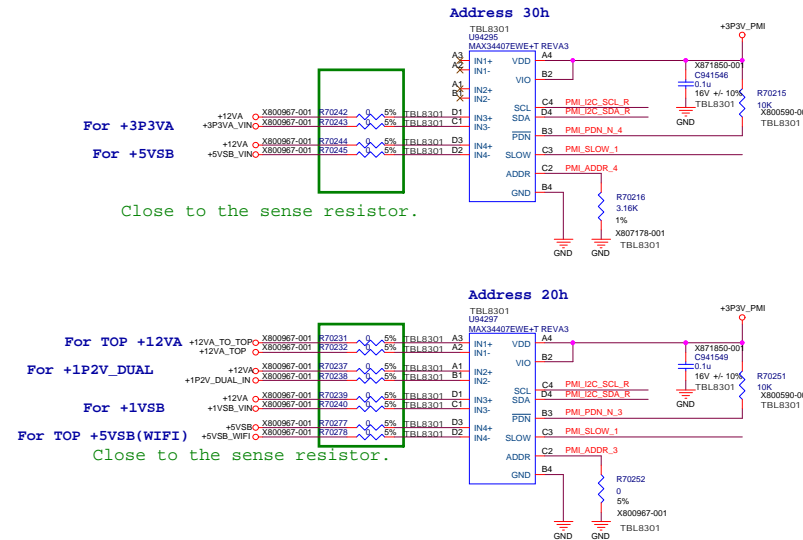 Address 30h
TBL8301
U94295
MAX34407EWE+T REVA3
+3P3V_PMI
A3 IN1+ VDD A4
A2 IN1-
VIO B2
A1 IN2+
B1 IN2-
X871850-001
C941546
0.1u
16V +/- 10%
TBL8301
GND
R70215
10K
X800590-00
TBL8301
SCL C4 PMI_I2C_SCL_R
SDA D4 PMI_I2C_SDA_R
For +3P3VA
+12VA X800967-001 R70242 0 5% TBL8301 D1 IN3+
+3P3VA_VIN X800967-001 R70243 0 5% TBL8301 C1 IN3-
PDN B3 PMI_PDN_N_4
For +5VSB
+12VA X800967-001 R70244 0 5% TBL8301 D3 IN4+
+5VSB_VIN X800967-001 R70245 0 5% TBL8301 D2 IN4-
SLOW C3 PMI_SLOW_1
ADDR C2 PMI_ADDR_4
GND B4
R70216
3.16K
1%
X807178-001
TBL8301
GND GND
Close to the sense resistor.
Address 20h
TBL8301
U94297
MAX34407EWE+T REVA3
+3P3V_PMI
For TOP +12VA
+12VA_TO_TOP X800967-001 R70231 0 5% TBL8301 A3 IN1+ VDD A4
+12VA_TOP X800967-001 R70232 0 5% TBL8301 A2 IN1-
VIO B2
For +1P2V_DUAL
+12VA X800967-001 R70237 0 5% TBL8301 A1 IN2+
+1P2V_DUAL_IN X800967-001 R70238 0 5% TBL8301 B1 IN2-
X871850-001
C941549
0.1u
16V +/- 10%
TBL8301
GND
R70251
10K
X800590-00
TBL8301
SCL C4 PMI_I2C_SCL_R
SDA D4 PMI_I2C_SDA_R
For +1VSB
+12VA X800967-001 R70239 0 5% TBL8301 D1 IN3+
+1VSB_VIN X800967-001 R70240 0 5% TBL8301 C1 IN3-
PDN B3 PMI_PDN_N_3
For TOP +5VSB(WIFI)
+5VSB X800967-001 R70277 0 5% TBL8301 D3 IN4+
+5VSB_WIFI X800967-001 R70278 0 5% TBL8301 D2 IN4-
SLOW C3 PMI_SLOW_1
ADDR C2 PMI_ADDR_3
GND B4
Close to the sense resistor.
R70252
0
5%
X800967-001
TBL8301
GND GND